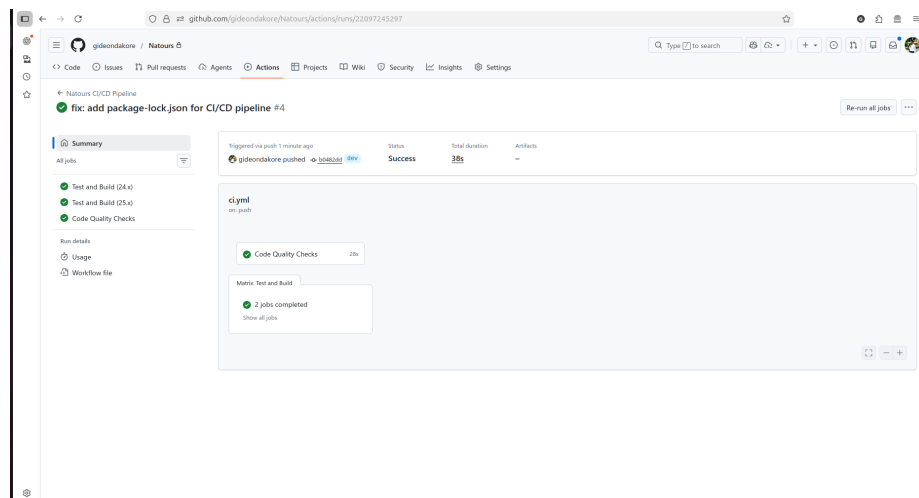 github.com/gideondakore/Natours/actions/runs/22097245297
gideondakore / Natours
Type / to search
Code Issues Pull requests Agents Actions Projects Wiki Security Insights Settings
← Natours CI/CD Pipeline
fix: add package-lock.json for CI/CD pipeline #4
Re-run all jobs
Summary
All jobs
Test and Build (24.x)
Test and Build (25.x)
Code Quality Checks
Run details
Usage
Workflow file
Triggered via push 1 minute ago
Status
Total duration
Artifacts
gideondakore pushed b0482dd dev
Success
38s
–
ci.yml
on: push
Code Quality Checks 28s
Matrix: Test and Build
2 jobs completed
Show all jobs